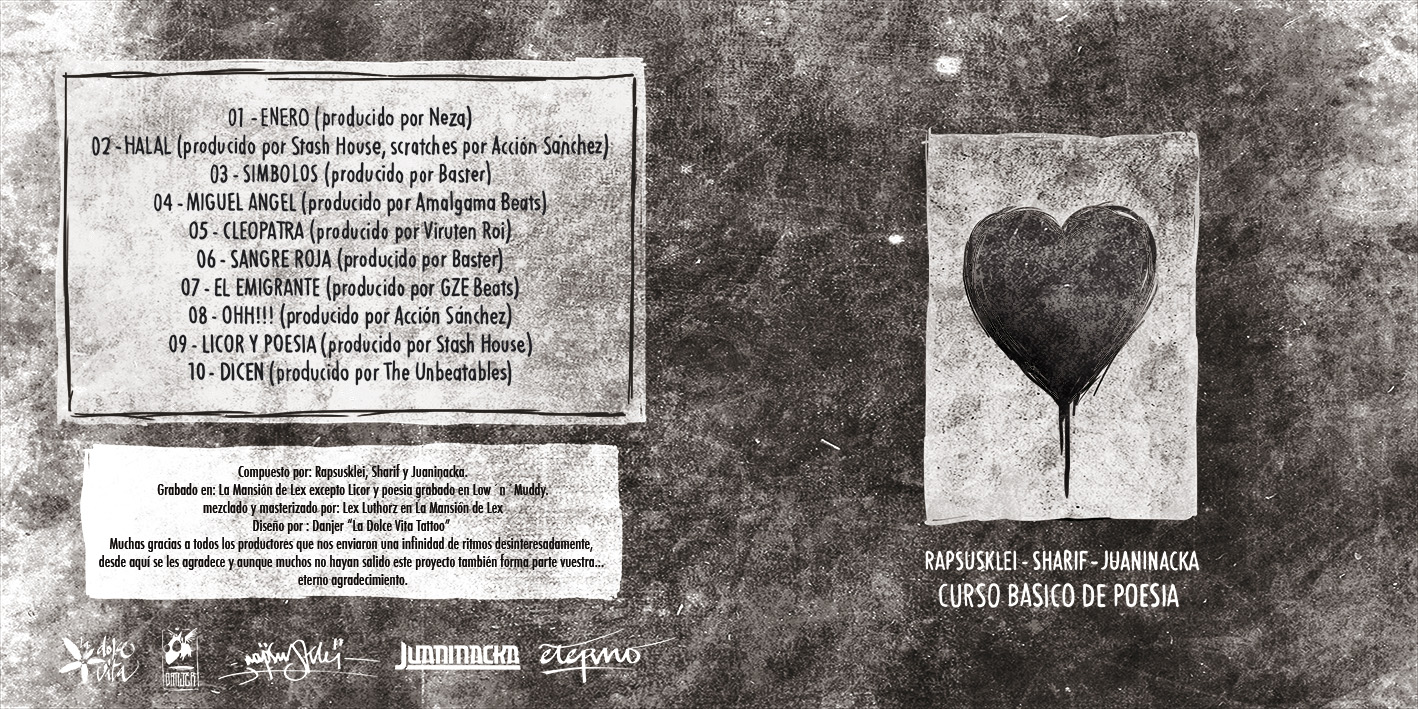 01 - ENERO (producido por Neza)
02 - HALAL (producido por Stash House, scratches por Acción Sánchez)
03 - SIMBOLOS (producido por Baster)
04 - MIGUEL ANGEL (producido por Amalgama Beats)
05 - CLEOPATRA (producido por Viruten Roi)
06 - SANGRE ROJA (producido por Baster)
07 - EL EMIGRANTE (producido por GZE Beats)
08 - OHH!!! (producido por Acción Sánchez)
09 - LICOR Y POESIA (producido por Stash House)
10 - DICEN (producido por The Unbeatables)
Compuesto por: Rapsusklei, Sharif y Juaninacka.
Grabado en: La Mansión de Lex excepto Licor y poesia grabado en Low n Muddy.
mezclado y masterizado por: Lex Luthorz en La Mansión de Lex
Diseño por : Danjer "La Dolce Vita Tattoo"
Muchas gracias a todos los productores que nos enviaron una infinidad de ritmos desinteresadamente,
desde aquí se les agradece y aunque muchos no hayan salido este proyecto también forma parte vuestra...
eterno agradecimiento.
dolce
vita
DANJER
JUANINACKA
eterno
RAPSUSKLEI - SHARIF - JUANINACKA
CURSO BASICO DE POESIA